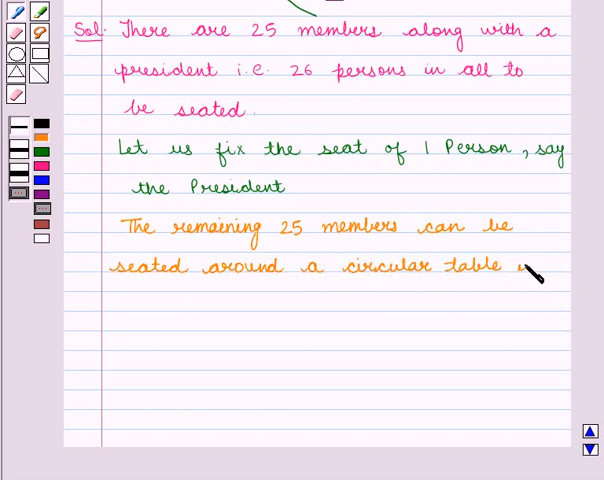 Sol. There are 25 members along with a
president i.e. 26 persons in all to
be seated.
Let us fix the seat of 1 Person, say
the President
The remaining 25 members can be
seated around a circular table